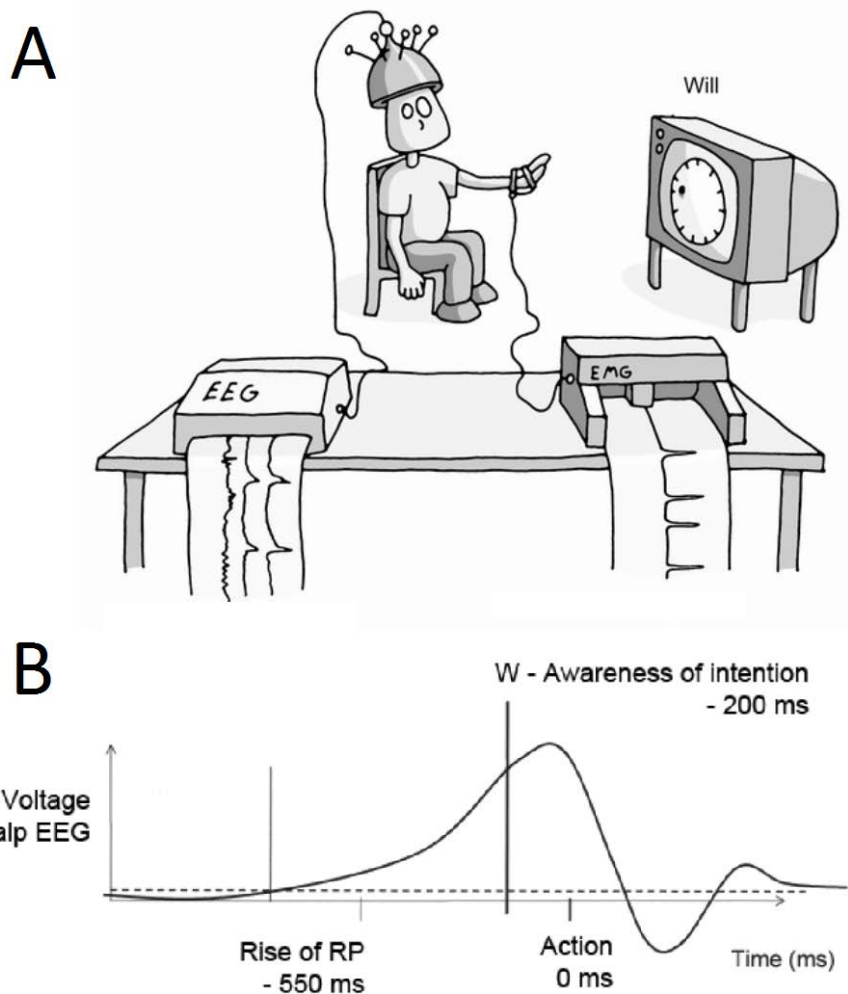 A
Will
EEG
EMG
B
W - Awareness of intention
- 200 ms
Voltage
alp EEG
Rise of RP
- 550 ms
Action
0 ms
Time (ms)